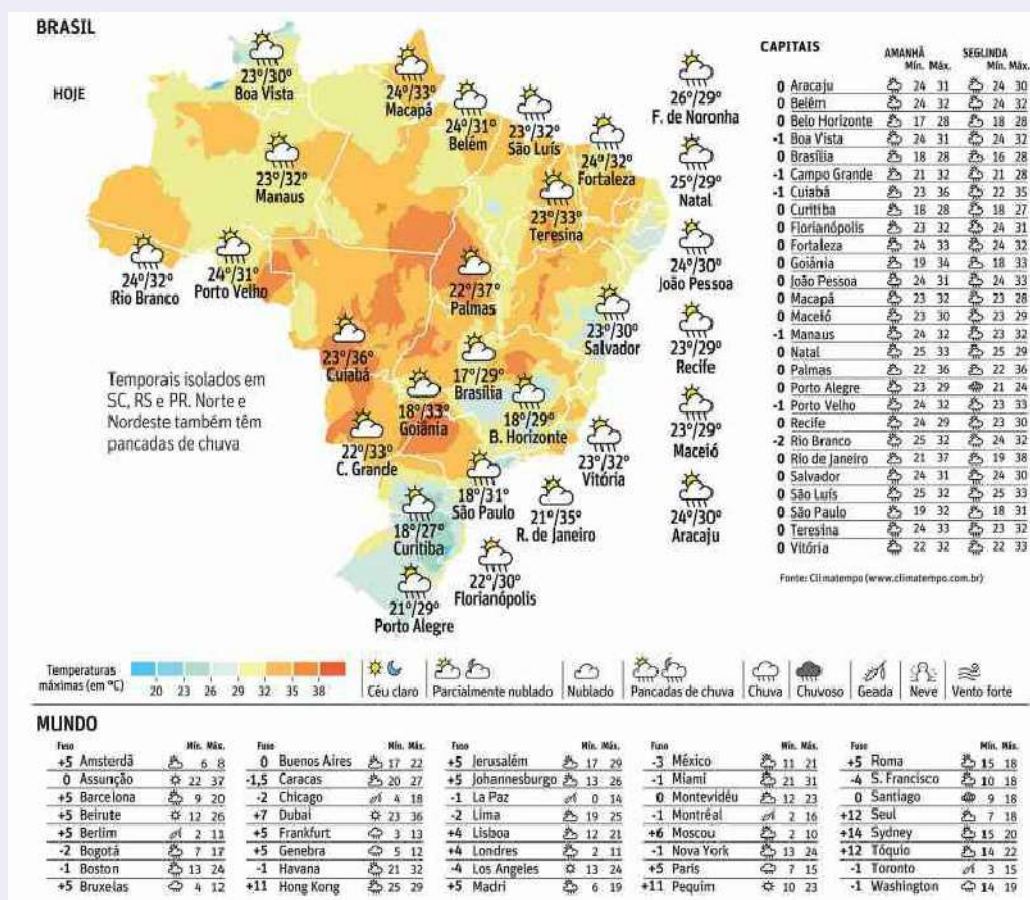 BRASIL
HOJE
23°/30°
Boa Vista
24°/33°
Macapá
24°/31°
Belém
23°/32°
São Luís
24°/32°
Fortaleza
26°/29°
F. de Noronha
23°/32°
Manaus
23°/33°
Teresina
25°/29°
Natal
24°/32°
Rio Branco
24°/31°
Porto Velho
22°/37°
Palmas
24°/30°
João Pessoa
23°/30°
Salvador
23°/36°
Cuiabá
17°/29°
Brasília
23°/29°
Recife
Temporais isolados em
SC, RS e PR. Norte e
Nordeste também têm
pancadas de chuva
18°/33°
Goiânia
18°/29°
B. Horizonte
22°/33°
C. Grande
23°/32°
Vitória
23°/29°
Maceió
18°/31°
São Paulo
21°/35°
R. de Janeiro
24°/30°
Aracaju
18°/27°
Curitiba
22°/30°
Florianópolis
21°/29°
Porto Alegre
CAPITAIS
AMANHÃ SEGUNDA
Mín. Máx. Mín. Máx.
0 Aracaju 24 31 24 30
0 Belém 24 32 24 32
0 Belo Horizonte 17 28 18 28
-1 Boa Vista 24 31 24 32
0 Brasília 18 28 16 28
-1 Campo Grande 21 32 21 28
-1 Cuiabá 23 36 22 35
0 Curitiba 18 28 18 27
0 Florianópolis 23 32 24 31
0 Fortaleza 24 33 24 32
0 Goiânia 19 34 18 33
0 João Pessoa 24 31 24 33
0 Macapá 23 32 23 28
0 Maceió 23 30 23 29
-1 Manaus 24 32 23 32
0 Natal 25 33 25 29
0 Palmas 22 36 22 36
0 Porto Alegre 23 29 21 24
-1 Porto Velho 24 32 23 33
0 Recife 24 29 23 30
-2 Rio Branco 25 32 24 32
0 Rio de Janeiro 21 37 19 38
0 Salvador 24 31 24 30
0 São Luís 25 32 25 33
0 São Paulo 19 32 18 31
0 Teresina 24 33 23 32
0 Vitória 22 32 22 33
Fonte: Climatempo (www.climatempo.com.br)
Temperaturas
máximas (em °C)
20 23 26 29 32 35 38
Céu claro Parcialmente nublado Nublado Pancadas de chuva Chuva Chuvoso Geada Neve Vento forte
MUNDO
Fuso Mín. Máx.
+5 Amsterdã 6 8
0 Assunção 22 37
+5 Barcelona 9 20
+5 Beirute 12 26
+5 Berlim 2 11
-2 Bogotá 7 17
-1 Boston 13 24
+5 Bruxelas 4 12
Fuso Mín. Máx.
0 Buenos Aires 17 22
-1,5 Caracas 20 27
-2 Chicago 4 18
+7 Dubai 23 36
+5 Frankfurt 3 13
+5 Genebra 5 12
-1 Havana 21 32
+11 Hong Kong 25 29
Mín. Máx.
+5 Jerusalém 17 29
+5 Johannesburgo 13 26
-1 La Paz 0 14
-2 Lima 19 25
+4 Lisboa 12 21
+4 Londres 2 11
-4 Los Angeles 13 24
+5 Madri 6 19
Mín. Máx.
-3 México 11 21
-1 Miami 21 31
0 Montevidéu 12 23
-1 Montréal 2 16
+6 Moscou 2 10
-1 Nova York 13 24
+5 Paris 7 15
+11 Pequim 10 23
Fuso Mín. Máx.
+5 Roma 15 18
-4 S. Francisco 10 18
0 Santiago 9 18
+12 Seul 7 18
+14 Sydney 15 20
+12 Tóquio 14 22
-1 Toronto 3 15
-1 Washington 14 19